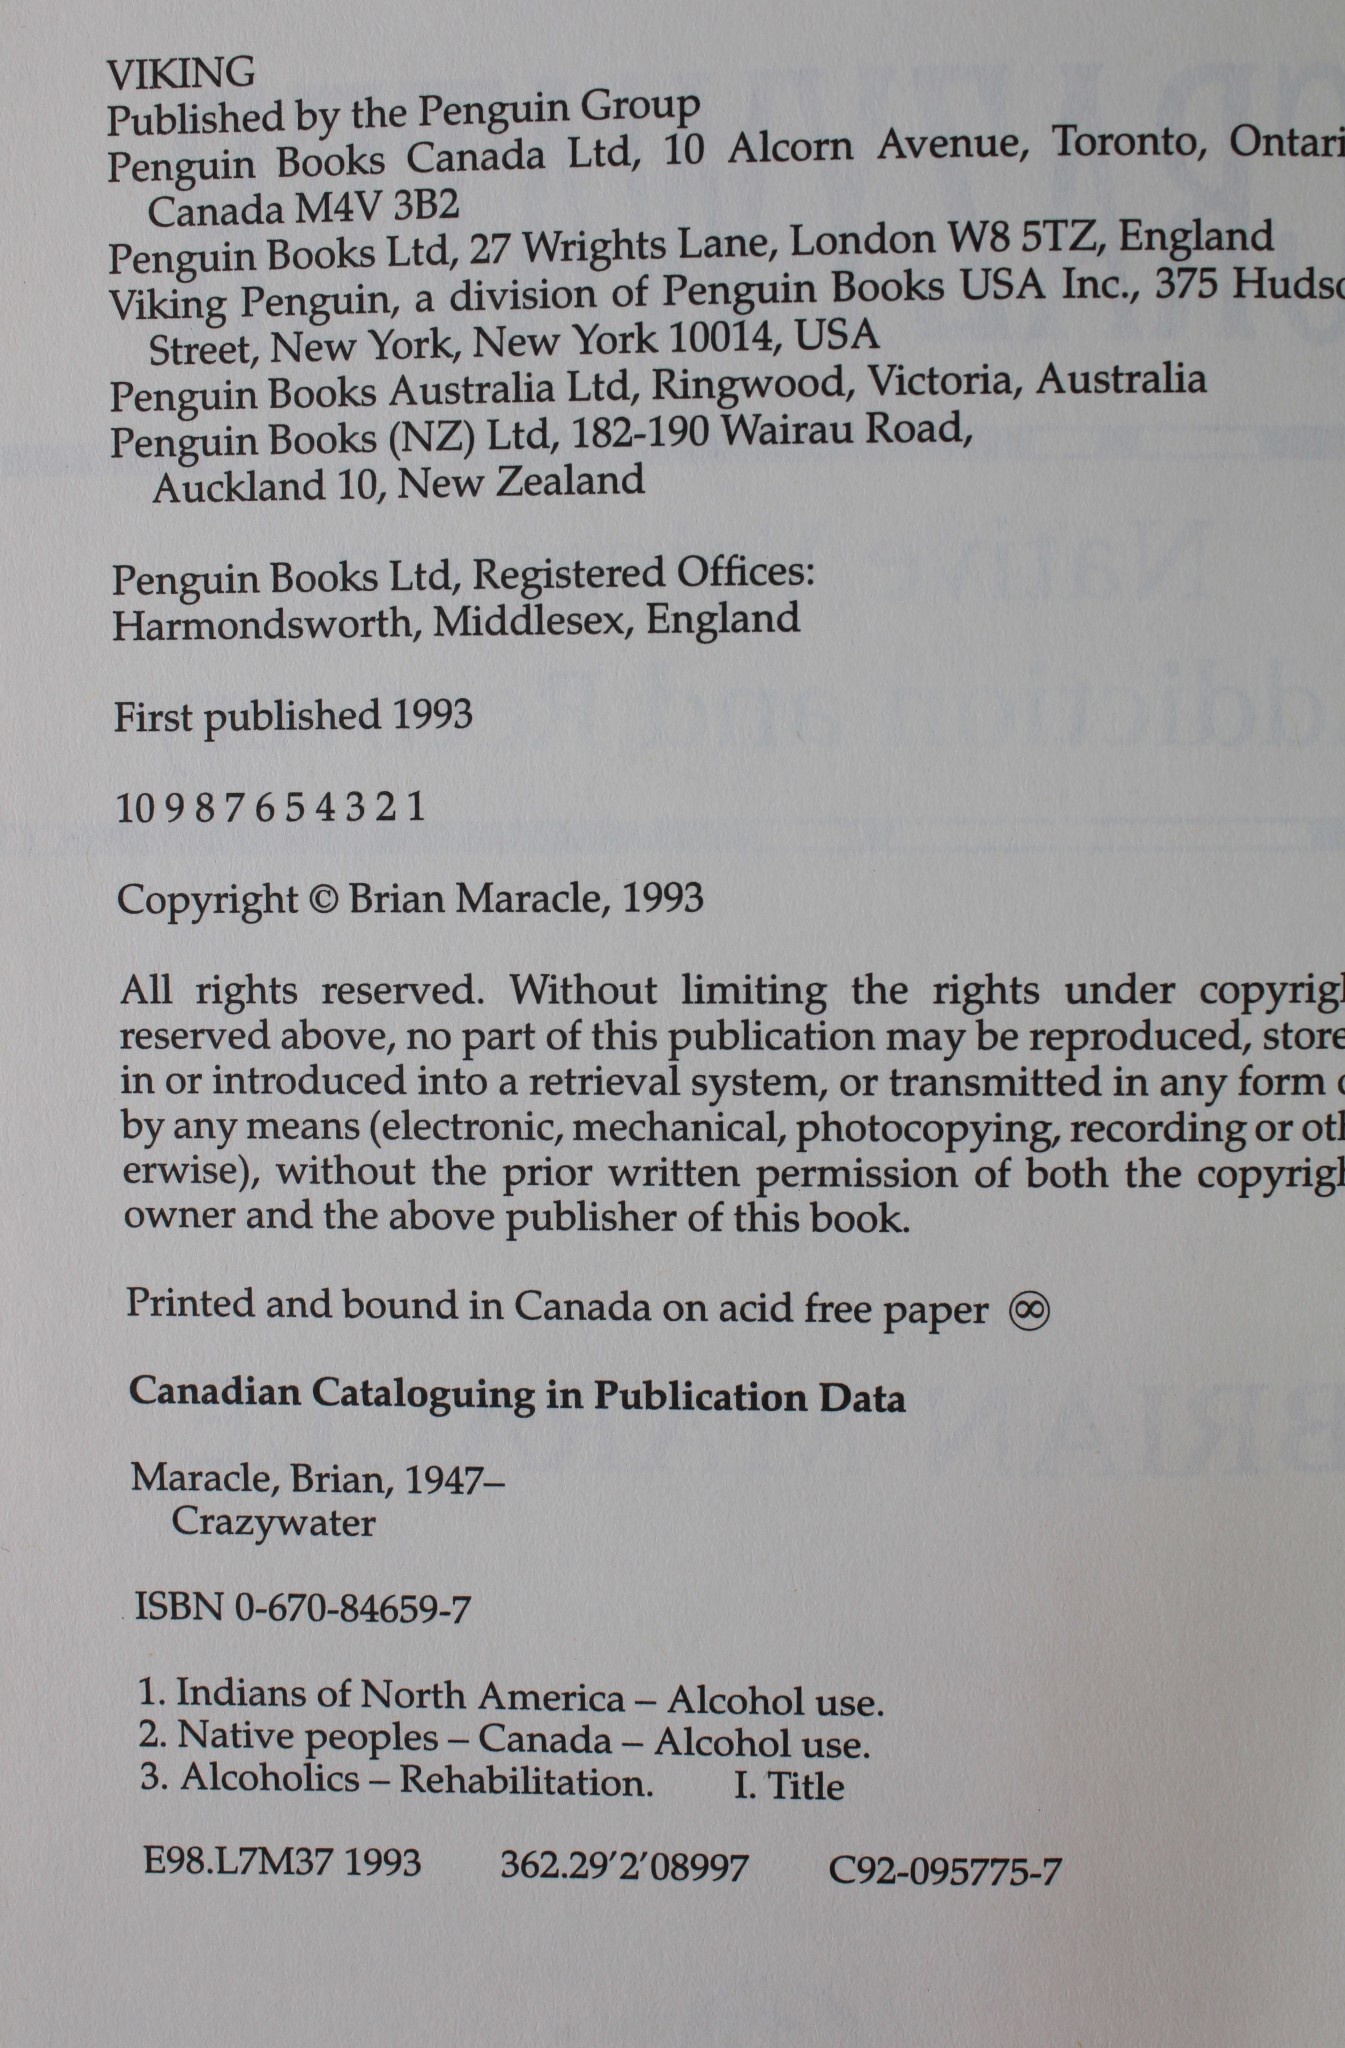 VIKING
Published by the Penguin Group
Penguin Books Canada Ltd, 10 Alcorn Avenue, Toronto, Ontari
Canada M4V 3B2
Penguin Books Ltd, 27 Wrights Lane, London W8 5TZ, England
Viking Penguin, a division of Penguin Books USA Inc., 375 Hudso
Street, New York, New York 10014, USA
Penguin Books Australia Ltd, Ringwood, Victoria, Australia
Penguin Books (NZ) Ltd, 182-190 Wairau Road,
Auckland 10, New Zealand
Penguin Books Ltd, Registered Offices:
Harmondsworth, Middlesex, England
First published 1993
10 9 8 7 6 5 4 3 2 1
Copyright © Brian Maracle, 1993
All rights reserved. Without limiting the rights under copyrigh
reserved above, no part of this publication may be reproduced, store
in or introduced into a retrieval system, or transmitted in any form o
by any means (electronic, mechanical, photocopying, recording or oth
erwise), without the prior written permission of both the copyrigh
owner and the above publisher of this book.
Printed and bound in Canada on acid free paper ♾
Canadian Cataloguing in Publication Data
Maracle, Brian, 1947–
Crazywater
ISBN 0-670-84659-7
1. Indians of North America – Alcohol use.
2. Native peoples – Canada – Alcohol use.
3. Alcoholics – Rehabilitation. I. Title
E98.L7M37 1993 362.29'2'08997 C92-095775-7